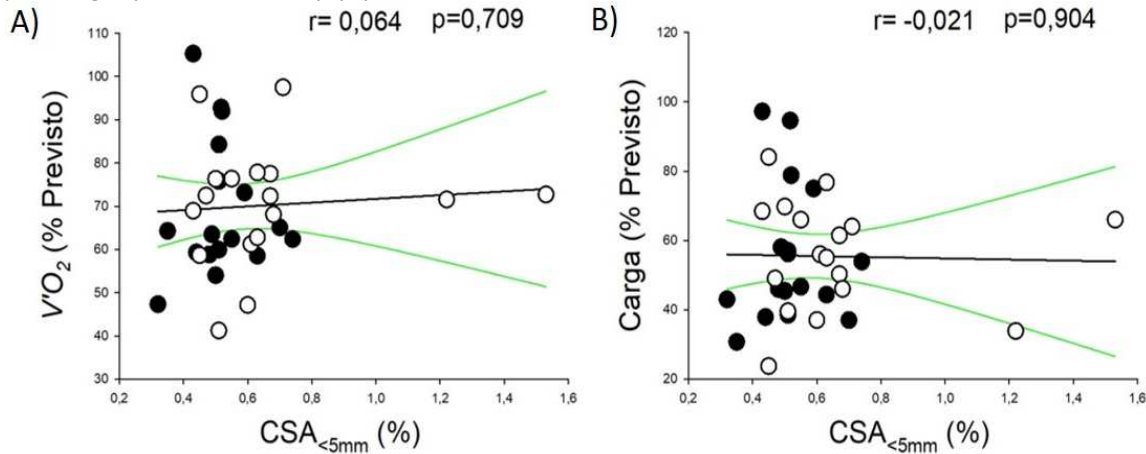 A) r= 0,064 p=0,709
110
100
90
80
70
60
50
40
30
V'O2 (% Previsto)
0,2 0,4 0,6 0,8 1,0 1,2 1,4 1,6
CSA<5mm (%)
B) r= -0,021 p=0,904
120
100
80
60
40
20
Carga (% Previsto)
0,2 0,4 0,6 0,8 1,0 1,2 1,4 1,6
CSA<5mm (%)